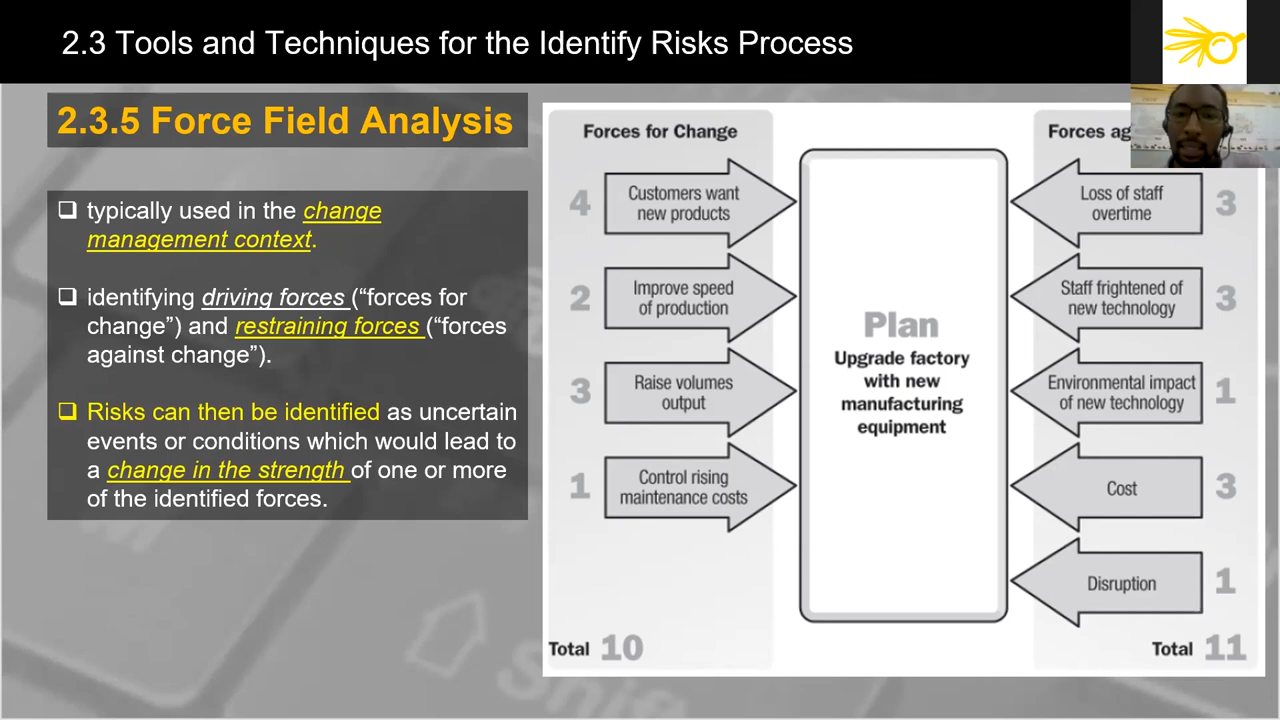 2.3 Tools and Techniques for the Identify Risks Process
2.3.5 Force Field Analysis
❑ typically used in the change
management context.
❑ identifying driving forces (“forces for
change”) and restraining forces (“forces
against change”).
❑ Risks can then be identified as uncertain
events or conditions which would lead to
a change in the strength of one or more
of the identified forces.
Forces for Change
4
Customers want
new products
2
Improve speed
of production
3
Raise volumes
output
1
Control rising
maintenance costs
Total 10
Plan
Upgrade factory
with new
manufacturing
equipment
Forces
Loss of staff
overtime
3
Staff frightened of
new technology
3
Environmental impact
of new technology
1
Cost
3
Disruption
1
Total 11
Shift